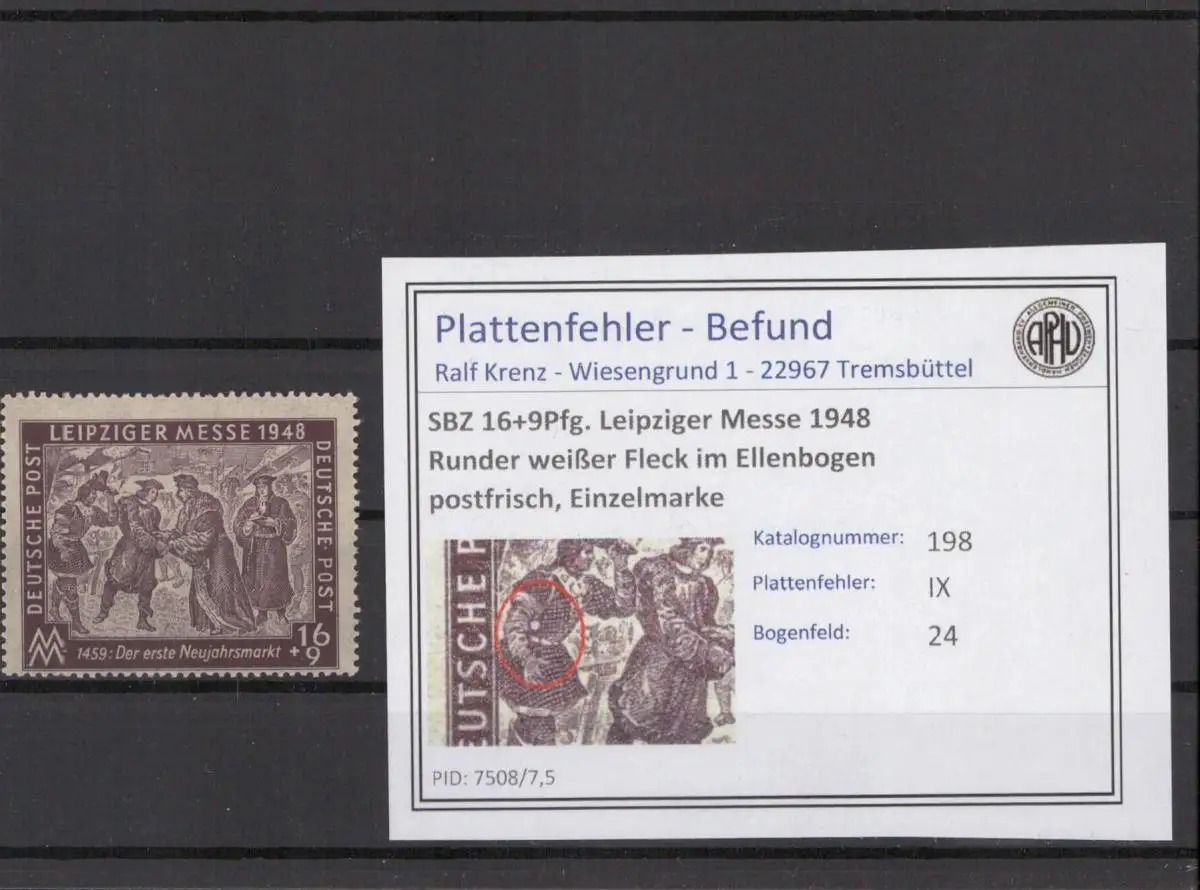 LEIPZIGER MESSE 1948
DEUTSCHE POST
DEUTSCHE POST
16
+9
1459: Der erste Neujahrsmarkt
Plattenfehler - Befund
Ralf Krenz - Wiesengrund 1 - 22967 Tremsbüttel
APHV
SBZ 16+9Pfg. Leipziger Messe 1948
Runder weißer Fleck im Ellenbogen
postfrisch, Einzelmarke
EUTSCHE P
Katalognummer: 198
Plattenfehler: IX
Bogenfeld: 24
PID: 7508/7,5